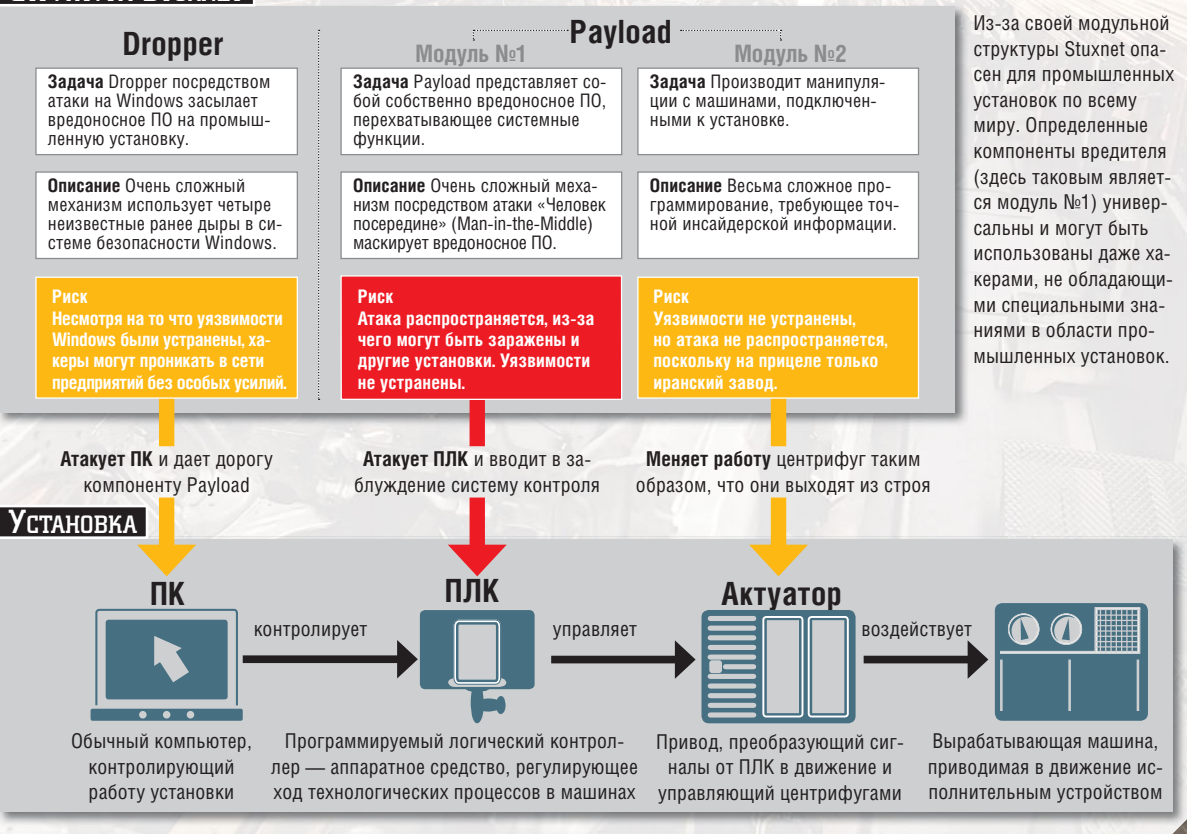 Dropper
Payload
Модуль №1
Модуль №2
Задача Dropper посредством
атаки на Windows засылает
вредоносное ПО на промыш-
ленную установку.
Задача Payload представляет со-
бой собственно вредоносное ПО,
перехватывающее системные
функции.
Задача Производит манипуля-
ции с машинами, подключен-
ными к установке.
Описание Очень сложный
механизм использует четыре
неизвестные ранее дыры в си-
стеме безопасности Windows.
Описание Очень сложный меха-
низм посредством атаки «Человек
посередине» (Man-in-the-Middle)
маскирует вредоносное ПО.
Описание Весьма сложное про-
граммирование, требующее точ-
ной инсайдерской информации.
Риск
Несмотря на то что уязвимости
Windows были устранены, ха-
керы могут проникать в сети
предприятий без особых усилий.
Риск
Атака распространяется, из-за
чего могут быть заражены и
другие установки. Уязвимости
не устранены.
Риск
Уязвимости не устранены,
но атака не распространяется,
поскольку на прицеле только
иранский завод.
Из-за своей модульной
структуры Stuxnet опа-
сен для промышленных
установок по всему
миру. Определенные
компоненты вредителя
(здесь таковым являет-
ся модуль №1) универ-
сальны и могут быть
использованы даже ха-
керами, не обладающи-
ми специальными зна-
ниями в области про-
мышленных установок.
Атакует ПК и дает дорогу
компоненту Payload
Атакует ПЛК и вводит в за-
блуждение систему контроля
Меняет работу центрифуг таким
образом, что они выходят из строя
Установка
ПК
ПЛК
Актуатор
контролирует
управляет
воздействует
Обычный компьютер,
контролирующий
работу установки
Программируемый логический контрол-
лер — аппаратное средство, регулирующее
ход технологических процессов в машинах
Привод, преобразующий сиг-
налы от ПЛК в движение и
управляющий центрифугами
Вырабатывающая машина,
приводимая в движение ис-
полнительным устройством